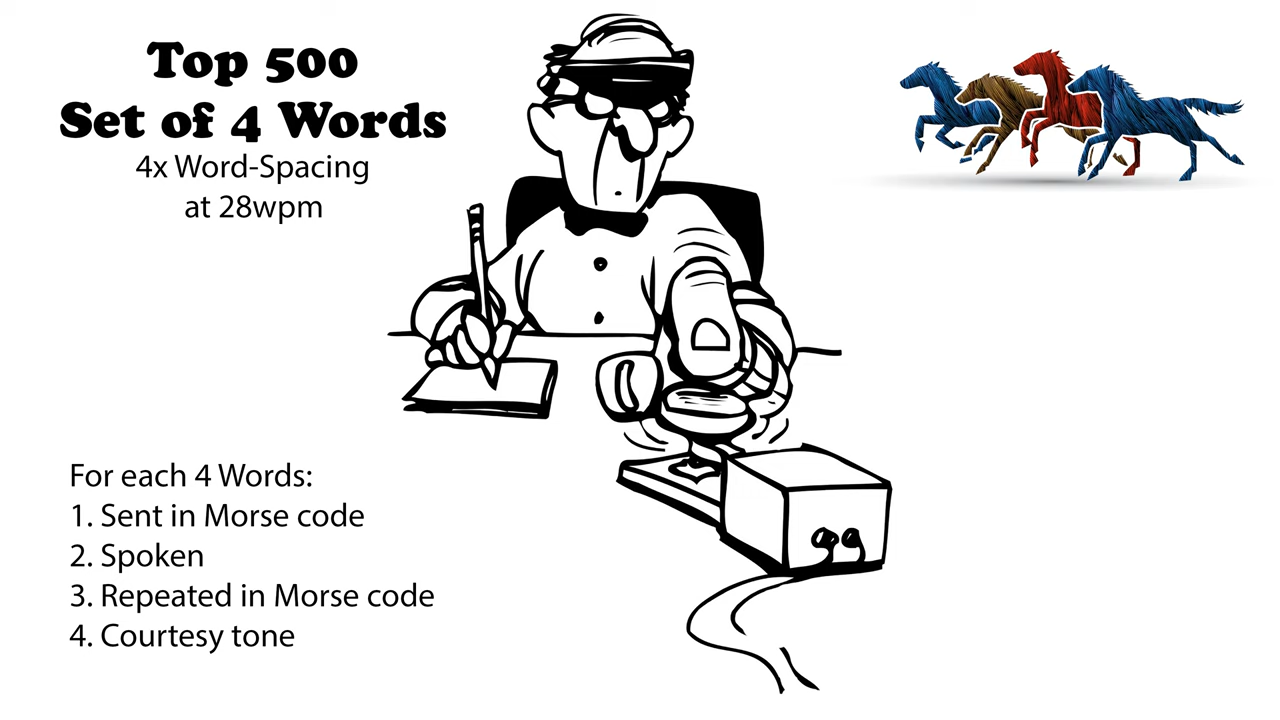 Top 500
Set of 4 Words
4x Word-Spacing
at 28wpm
For each 4 Words:
1. Sent in Morse code
2. Spoken
3. Repeated in Morse code
4. Courtesy tone